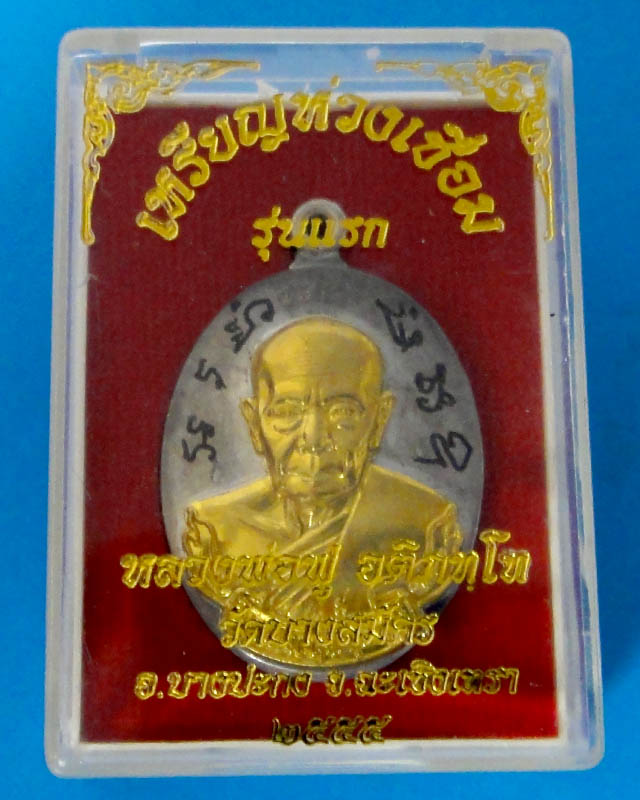 เหรียญห่วงเชื่อม
รุ่นแรก
หลวงพ่อฟู อติภทฺโท
วัดบางสมัคร
อ.บางปะกง จ.ฉะเชิงเทรา
๒๕๕๕